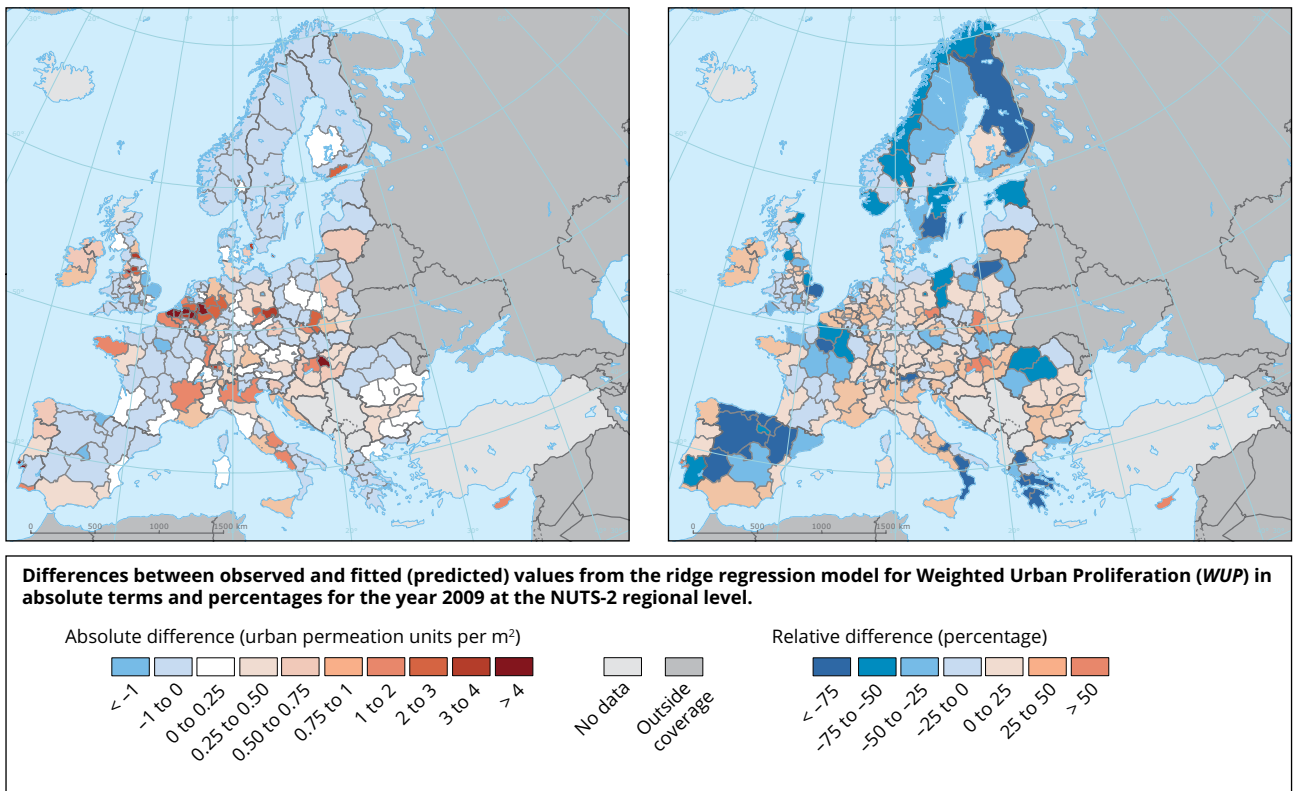 0 500 1000 1500 km
0 500 1000 1500 km
Differences between observed and fitted (predicted) values from the ridge regression model for Weighted Urban Proliferation (WUP) in
absolute terms and percentages for the year 2009 at the NUTS-2 regional level.
Absolute difference (urban permeation units per m²)
< −1
−1 to 0
0 to 0.25
0.25 to 0.50
0.50 to 0.75
0.75 to 1
1 to 2
2 to 3
3 to 4
> 4
No data
Outside
coverage
Relative difference (percentage)
< −75
−75 to −50
−50 to −25
−25 to 0
0 to 25
25 to 50
> 50